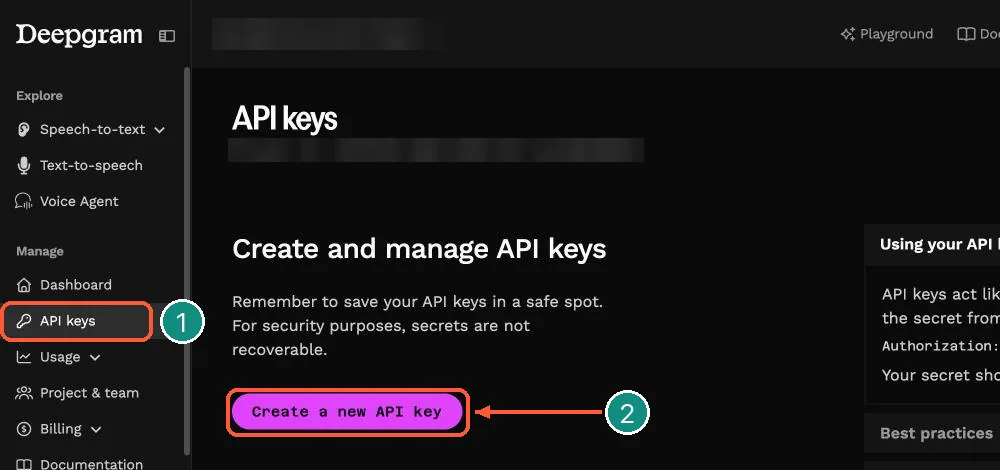 Deepgram
Playground
Explore
Speech-to-text
Text-to-speech
Voice Agent
Manage
Dashboard
API keys
1
Usage
Project & team
Billing
Documentation
API keys
Create and manage API keys
Remember to save your API keys in a safe spot.
For security purposes, secrets are not
recoverable.
Create a new API key
2
Using your API
API keys act
the secret from
Authorization:
Your secret
Best practices